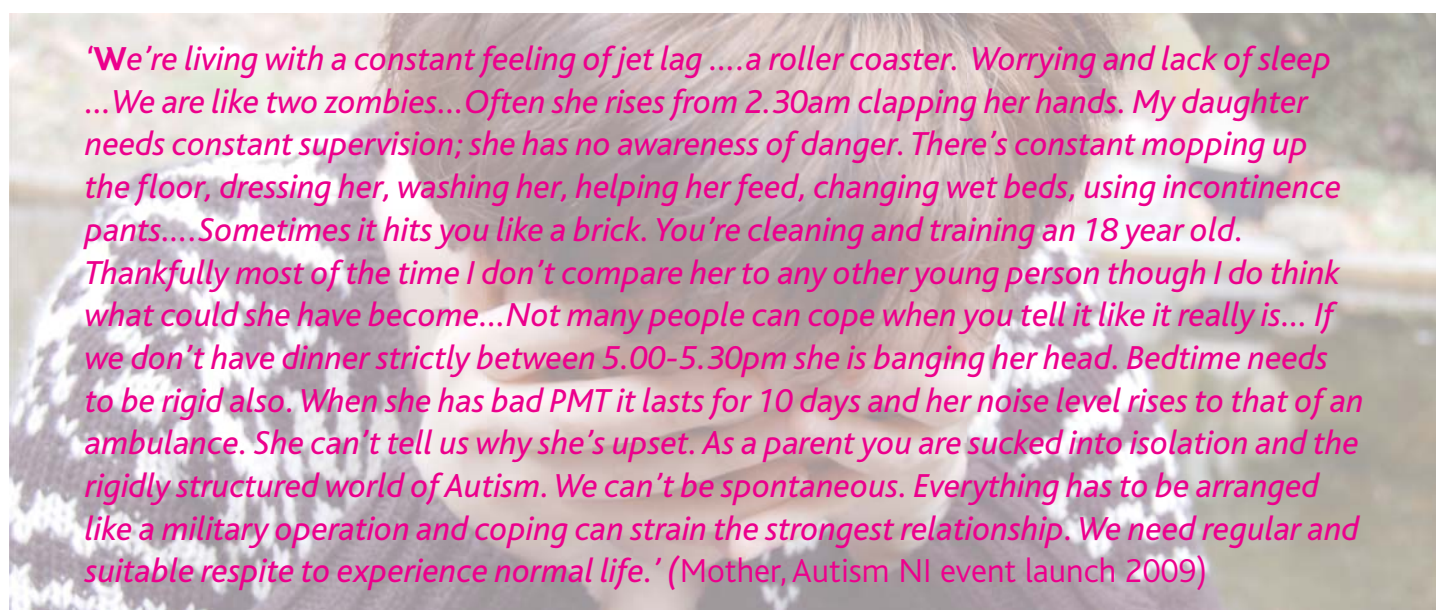 ‘We’re living with a constant feeling of jet lag ....a roller coaster.  Worrying and lack of sleep
...We are like two zombies...Often she rises from 2.30am clapping her hands. My daughter
needs constant supervision; she has no awareness of danger. There’s constant mopping up
the floor, dressing her, washing her, helping her feed, changing wet beds, using incontinence
pants....Sometimes it hits you like a brick. You’re cleaning and training an 18 year old.
Thankfully most of the time I don’t compare her to any other young person though I do think
what could she have become...Not many people can cope when you tell it like it really is... If
we don’t have dinner strictly between 5.00-5.30pm she is banging her head. Bedtime needs
to be rigid also. When she has bad PMT it lasts for 10 days and her noise level rises to that of an
ambulance. She can’t tell us why she’s upset. As a parent you are sucked into isolation and the
rigidly structured world of Autism. We can’t be spontaneous. Everything has to be arranged
like a military operation and coping can strain the strongest relationship. We need regular and
suitable respite to experience normal life.’ (Mother, Autism NI event launch 2009)